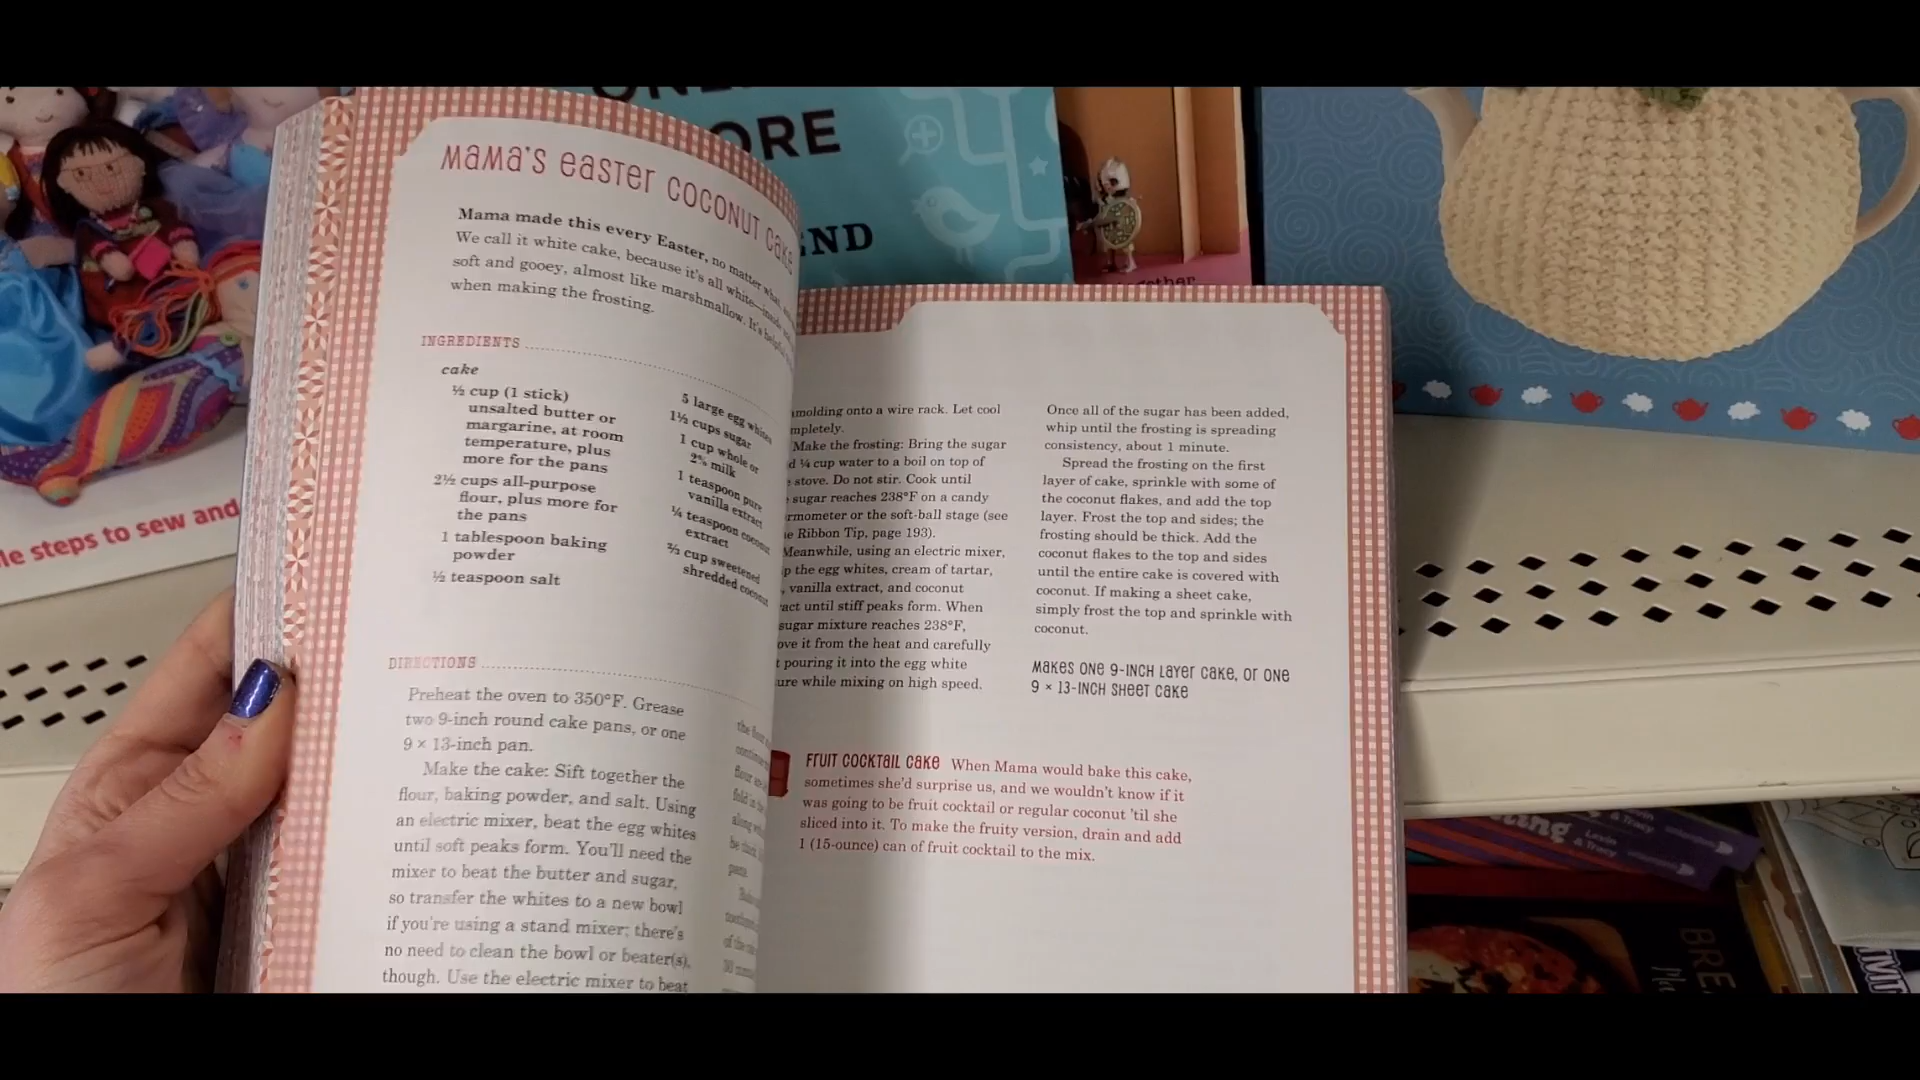 MAMA'S EASTER COCONUT CAKE
Mama made this every Easter, no matter what
We call it white cake, because it's all white—inside
soft and gooey, almost like marshmallow. It's helpful
when making the frosting.
INGREDIENTS
cake
½ cup (1 stick)
unsalted butter or
margarine, at room
temperature, plus
more for the pans
2½ cups all-purpose
flour, plus more for
the pans
1 tablespoon baking
powder
½ teaspoon salt
5 large egg whites
1½ cups sugar
1 cup whole or
2% milk
1 teaspoon pure
vanilla extract
¼ teaspoon coconut
extract
⅔ cup sweetened
shredded coconut
DIRECTIONS
Preheat the oven to 350°F. Grease
two 9-inch round cake pans, or one
9 × 13-inch pan.
Make the cake: Sift together the
flour, baking powder, and salt. Using
an electric mixer, beat the egg whites
until soft peaks form. You'll need the
mixer to beat the butter and sugar,
so transfer the whites to a new bowl
if you're using a stand mixer; there's
no need to clean the bowl or beater(s),
though. Use the electric mixer to beat
the flour
flour
fold in the
along
be thick
pans.
molding onto a wire rack. Let cool
mpletely.
Make the frosting: Bring the sugar
d ¼ cup water to a boil on top of
stove. Do not stir. Cook until
sugar reaches 238°F on a candy
rmometer or the soft-ball stage (see
e Ribbon Tip, page 193).
Meanwhile, using an electric mixer,
p the egg whites, cream of tartar,
, vanilla extract, and coconut
act until stiff peaks form. When
sugar mixture reaches 238°F,
ove it from the heat and carefully
t pouring it into the egg white
ure while mixing on high speed.
Once all of the sugar has been added,
whip until the frosting is spreading
consistency, about 1 minute.
Spread the frosting on the first
layer of cake, sprinkle with some of
the coconut flakes, and add the top
layer. Frost the top and sides; the
frosting should be thick. Add the
coconut flakes to the top and sides
until the entire cake is covered with
coconut. If making a sheet cake,
simply frost the top and sprinkle with
coconut.
MAKES ONE 9-INCH LAYER CAKE, OR ONE
9 × 13-INCH SHEET CAKE
FRUIT COCKTAIL CAKE When Mama would bake this cake,
sometimes she'd surprise us, and we wouldn't know if it
was going to be fruit cocktail or regular coconut 'til she
sliced into it. To make the fruity version, drain and add
1 (15-ounce) can of fruit cocktail to the mix.
ORE
END
together
le steps to sew and
ting
Levin
& Tracy
Levin
& Tracy
BRE